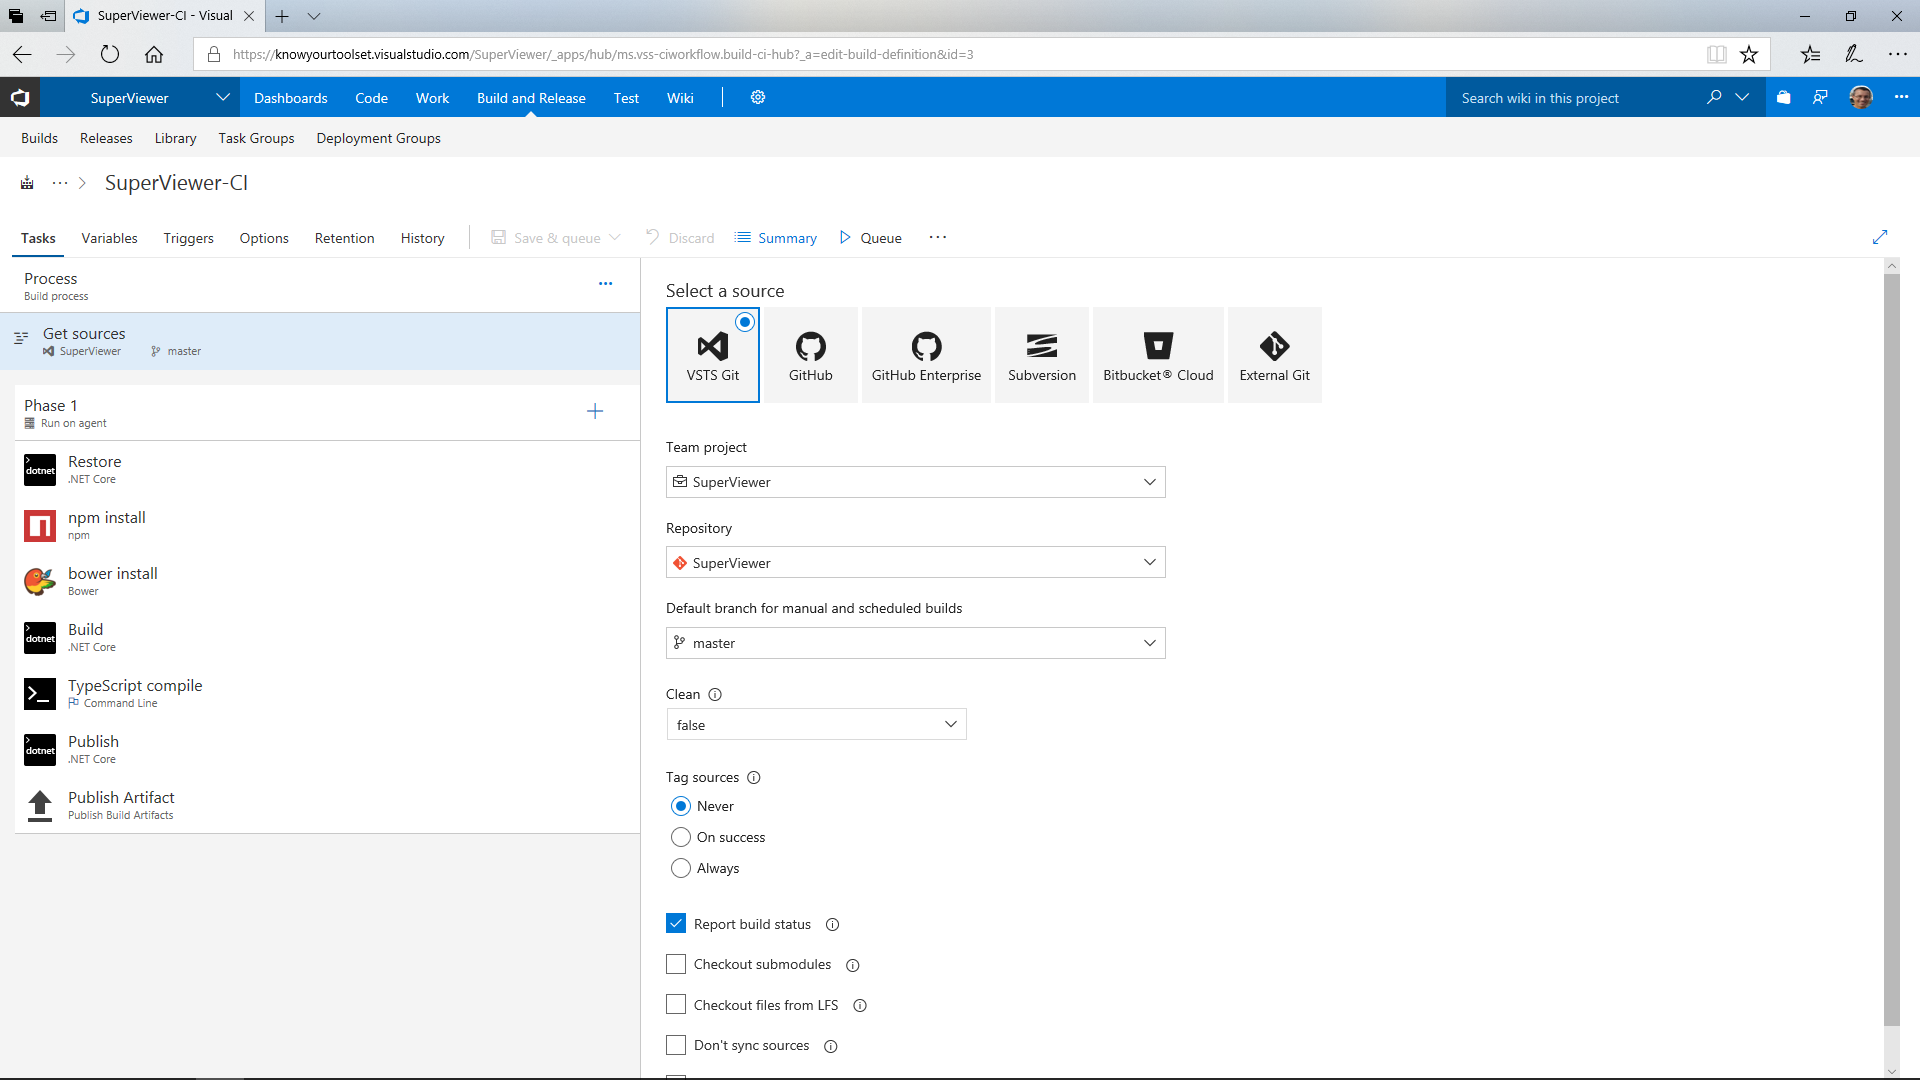 SuperViewer-CI - Visual
https://knowyourtoolset.visualstudio.com/SuperViewer/_apps/hub/ms.vss-ciworkflow.build-ci-hub?_a=edit-build-definition&id=3
SuperViewer Dashboards Code Work Build and Release Test Wiki Search wiki in this project
Builds Releases Library Task Groups Deployment Groups
SuperViewer-CI
Tasks Variables Triggers Options Retention History Save & queue Discard Summary Queue
Process
Build process
Get sources
SuperViewer master
Phase 1
Run on agent
dotnet Restore
.NET Core
npm install
npm
bower install
Bower
dotnet Build
.NET Core
TypeScript compile
Command Line
dotnet Publish
.NET Core
Publish Artifact
Publish Build Artifacts
Select a source
VSTS Git GitHub GitHub Enterprise Subversion Bitbucket® Cloud External Git
Team project
SuperViewer
Repository
SuperViewer
Default branch for manual and scheduled builds
master
Clean
false
Tag sources
Never
On success
Always
Report build status
Checkout submodules
Checkout files from LFS
Don't sync sources